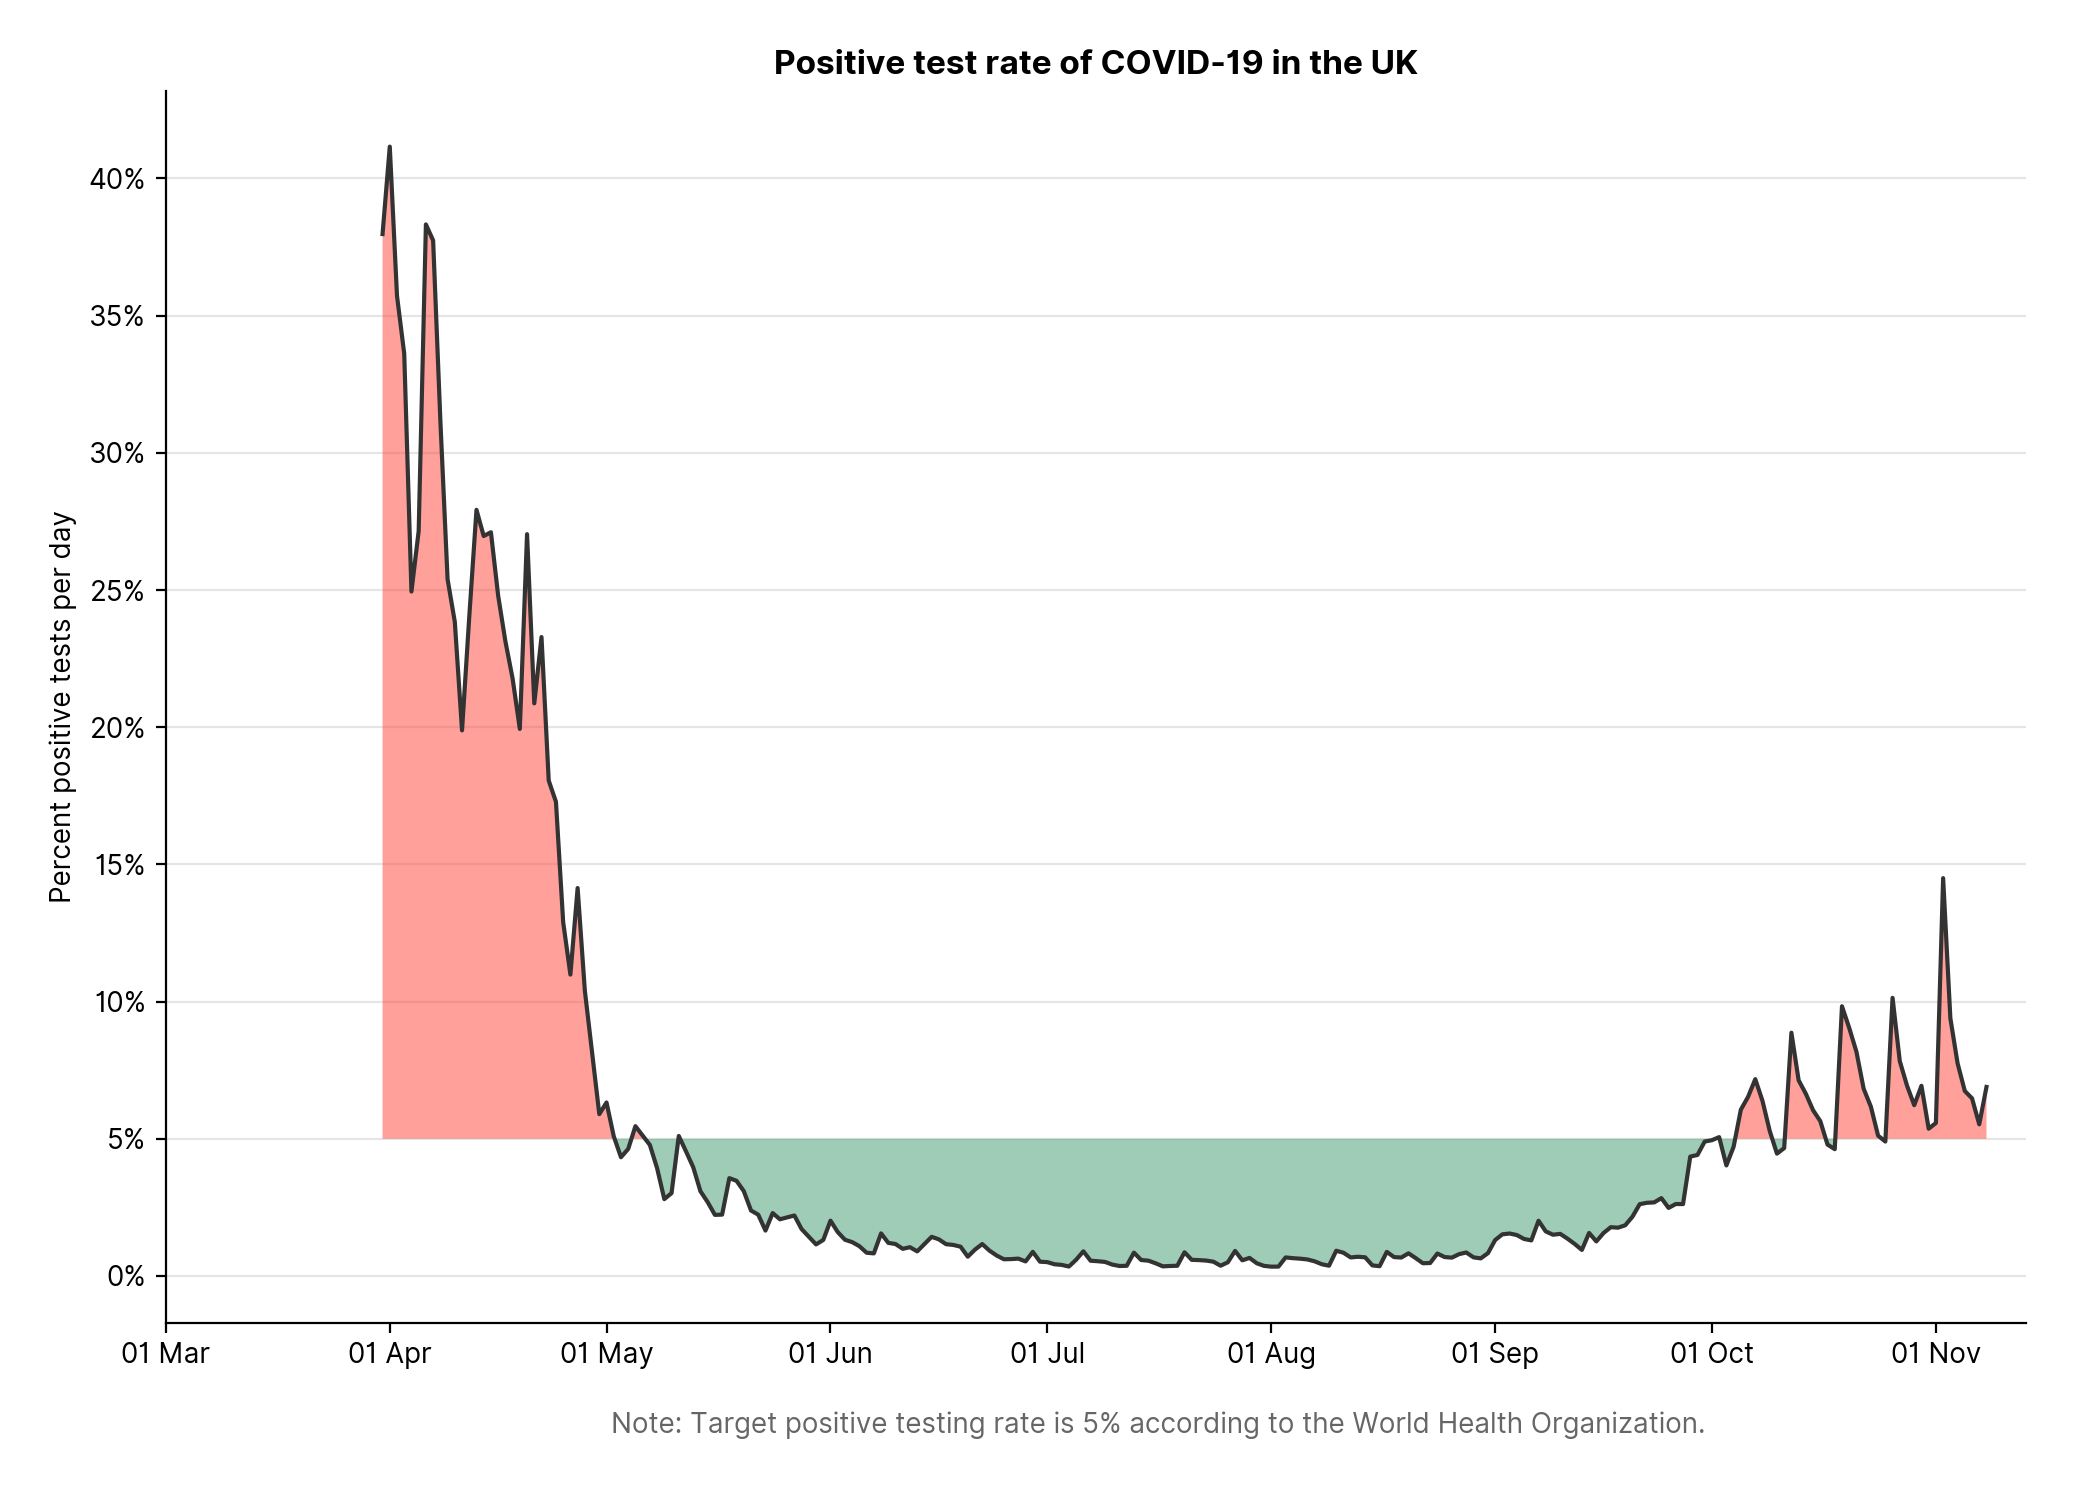 Positive test rate of COVID-19 in the UK
Percent positive tests per day
40%
35%
30%
25%
20%
15%
10%
5%
0%
01 Mar 01 Apr 01 May 01 Jun 01 Jul 01 Aug 01 Sep 01 Oct 01 Nov
Note: Target positive testing rate is 5% according to the World Health Organization.